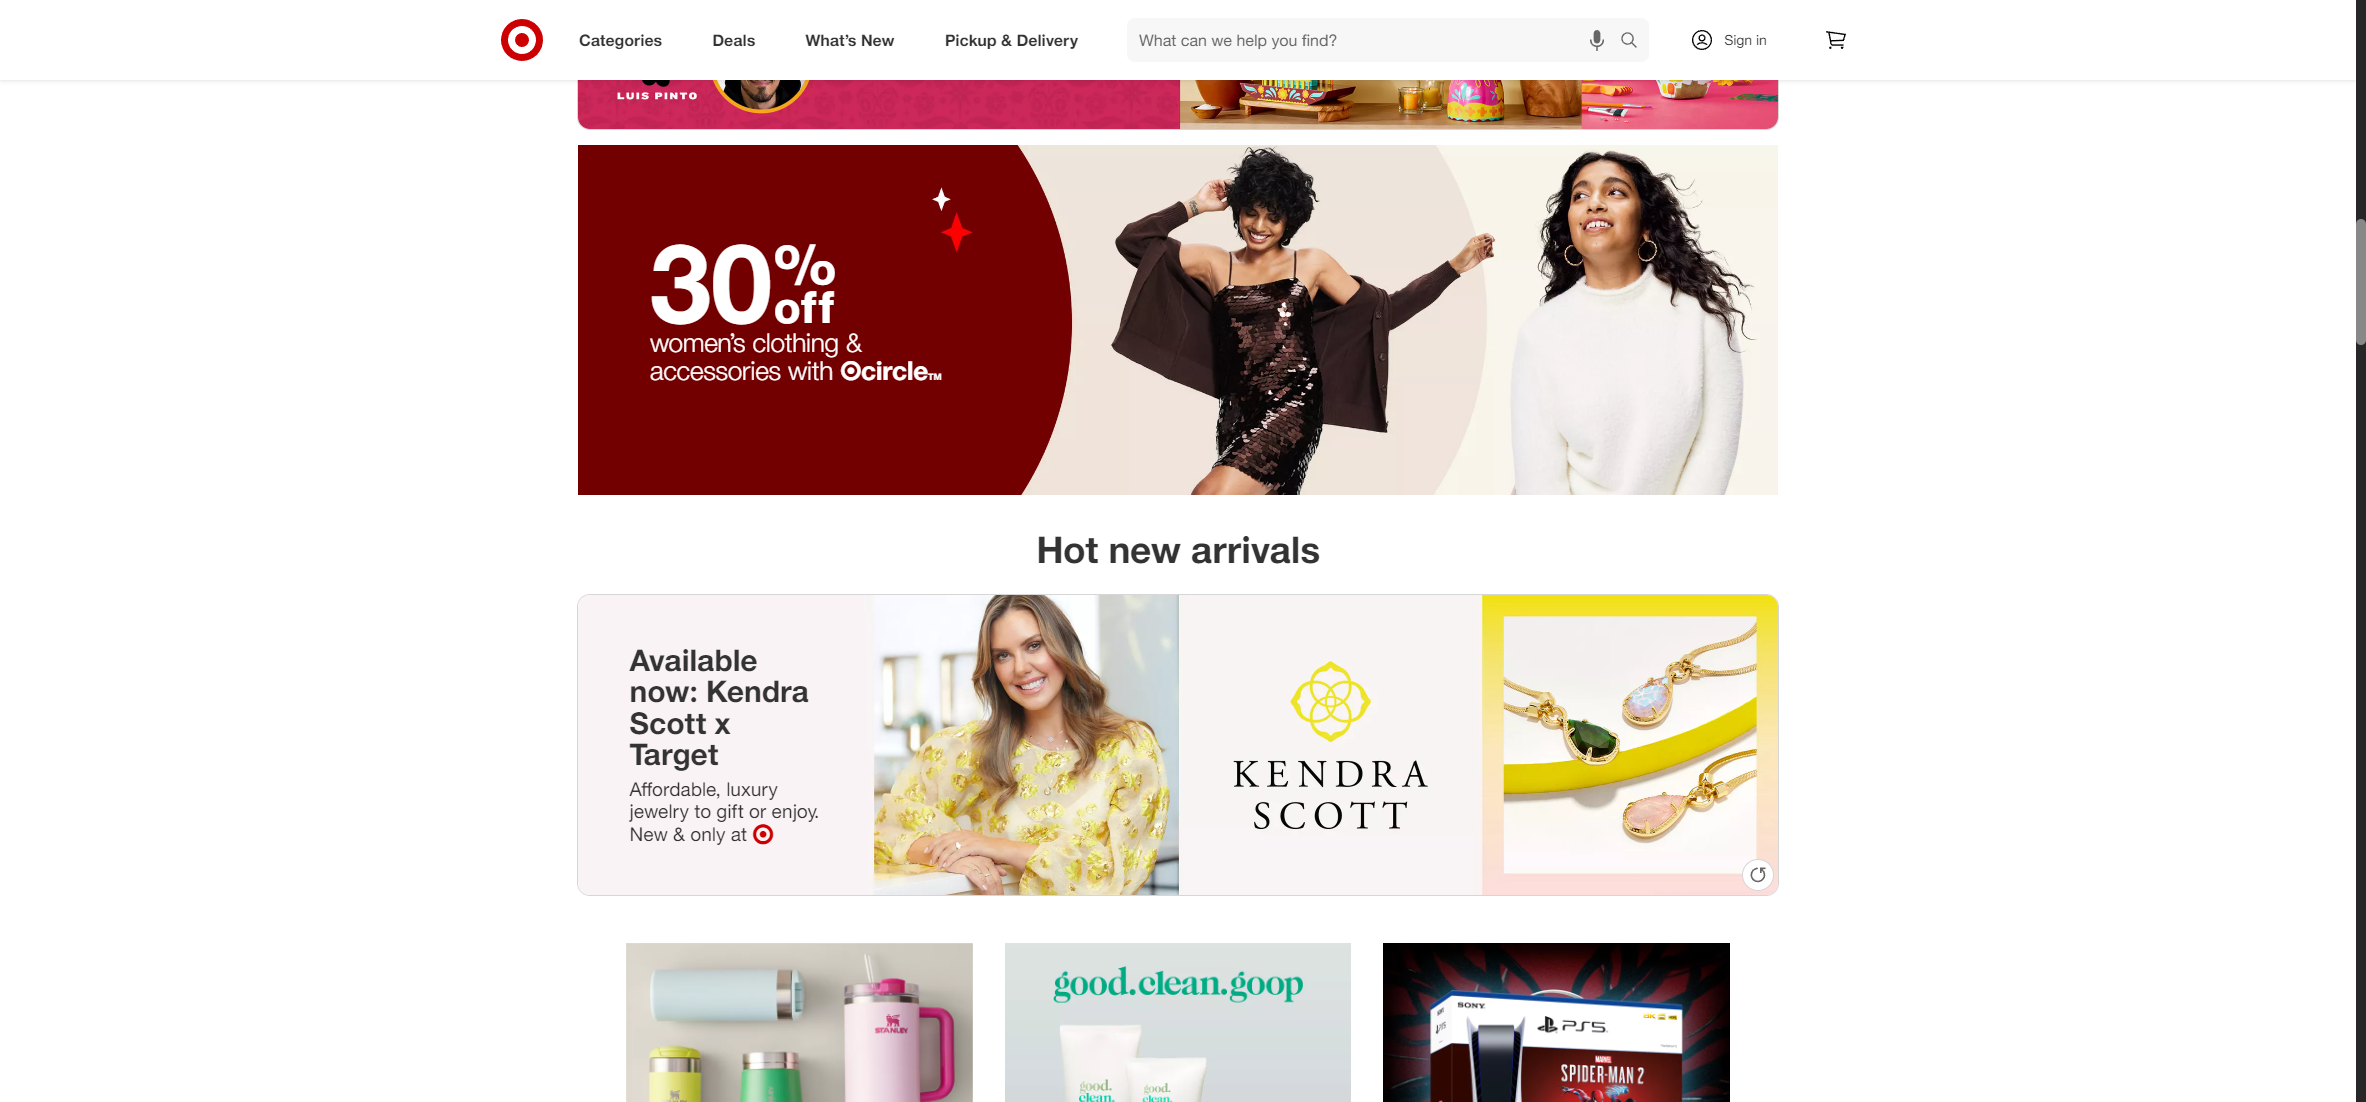 Categories
Deals
What's New
Pickup & Delivery
What can we help you find?
Sign in
LUIS PINTO
30%
off
women's clothing &
accessories with circle™
Hot new arrivals
Available
now: Kendra
Scott x
Target
Affordable, luxury
jewelry to gift or enjoy.
New & only at
KENDRA
SCOTT
STANLEY
good.clean.goop
good.
clean.
good.
clean.
SONY
PS5
MARVEL
SPIDER-MAN 2